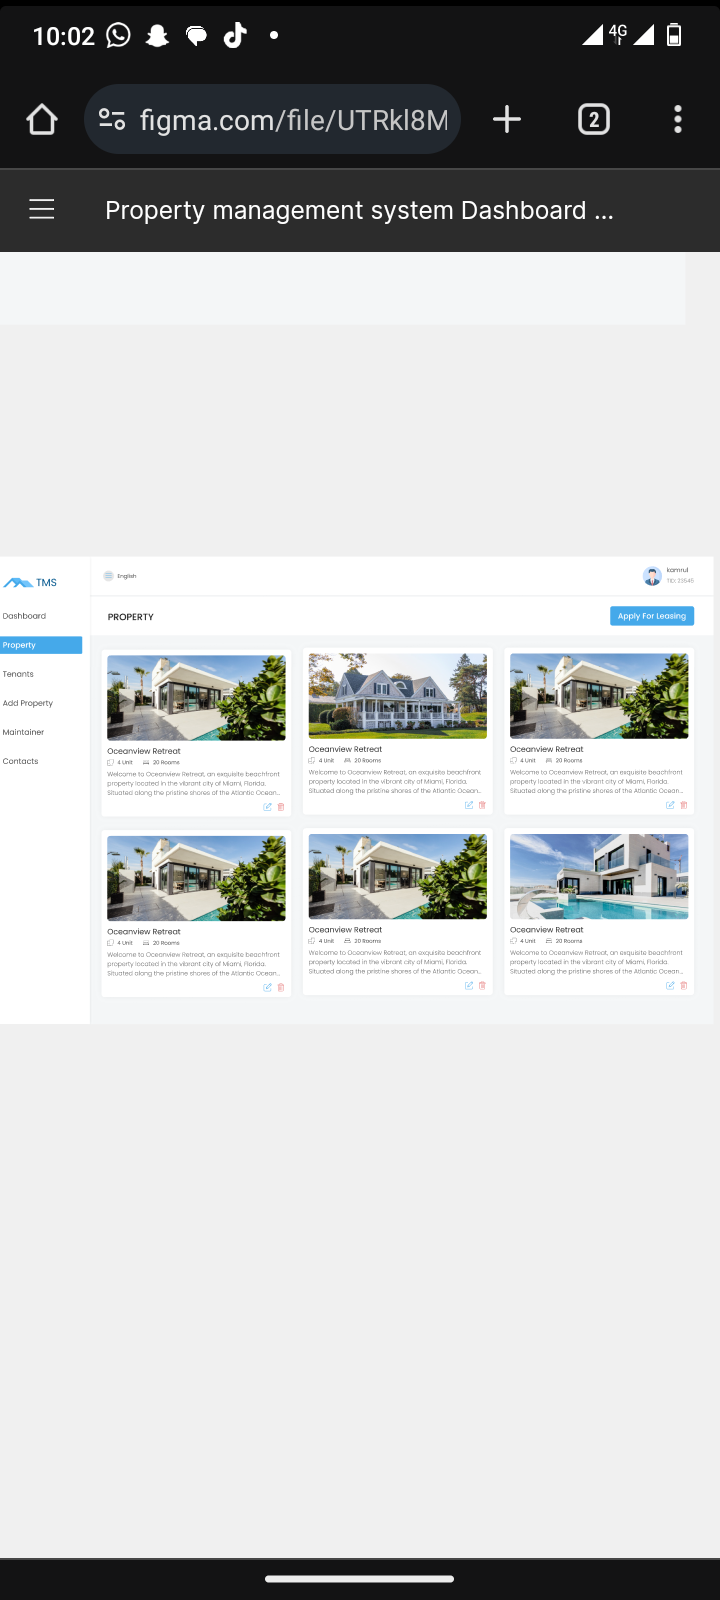 10:02
4G
figma.com/file/UTRkl8M
2
Property management system Dashboard ...
TMS
English
kamrul
TID: 23545
Dashboard
PROPERTY
Apply For Leasing
Property
Tenants
Add Property
Maintainer
Contacts
Oceanview Retreat
4 Unit 20 Rooms
Welcome to Oceanview Retreat, an exquisite beachfront
property located in the vibrant city of Miami, Florida.
Situated along the pristine shores of the Atlantic Ocean...
Oceanview Retreat
4 Unit 20 Rooms
Welcome to Oceanview Retreat, an exquisite beachfront
property located in the vibrant city of Miami, Florida.
Situated along the pristine shores of the Atlantic Ocean...
Oceanview Retreat
4 Unit 20 Rooms
Welcome to Oceanview Retreat, an exquisite beachfront
property located in the vibrant city of Miami, Florida.
Situated along the pristine shores of the Atlantic Ocean...
Oceanview Retreat
4 Unit 20 Rooms
Welcome to Oceanview Retreat, an exquisite beachfront
property located in the vibrant city of Miami, Florida.
Situated along the pristine shores of the Atlantic Ocean...
Oceanview Retreat
4 Unit 20 Rooms
Welcome to Oceanview Retreat, an exquisite beachfront
property located in the vibrant city of Miami, Florida.
Situated along the pristine shores of the Atlantic Ocean...
Oceanview Retreat
4 Unit 20 Rooms
Welcome to Oceanview Retreat, an exquisite beachfront
property located in the vibrant city of Miami, Florida.
Situated along the pristine shores of the Atlantic Ocean...